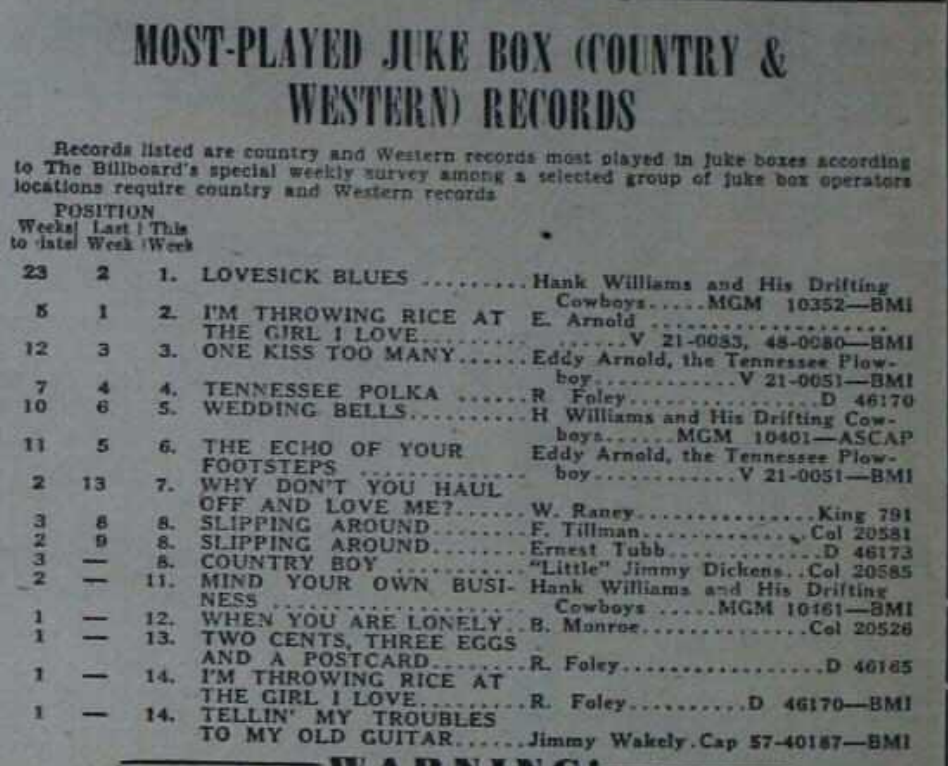 MOST-PLAYED JUKE BOX (COUNTRY &
WESTERN) RECORDS
Records listed are country and Western records most played in juke boxes according
to The Billboard's special weekly survey among a selected group of juke box operators
locations require country and Western records
POSITION
Weeks| Last | This
to date| Week | Week
23 2 1. LOVESICK BLUES .........Hank Williams and His Drifting
Cowboys.....MGM 10352—BMI
5 1 2. I'M THROWING RICE AT E. Arnold ....................
THE GIRL I LOVE........ .......V 21-0083, 48-0080—BMI
12 3 3. ONE KISS TOO MANY......Eddy Arnold, the Tennessee Plow-
boy............V 21-0051—BMI
7 4 4. TENNESSEE POLKA ......R Foley................D 46170
10 6 5. WEDDING BELLS..........H Williams and His Drifting Cow-
boys......MGM 10401—ASCAP
11 5 6. THE ECHO OF YOUR Eddy Arnold, the Tennessee Plow-
FOOTSTEPS .............. boy............V 21-0051—BMI
2 13 7. WHY DON'T YOU HAUL
OFF AND LOVE ME?......W. Raney...............King 791
3 8 8. SLIPPING AROUND........F. Tillman..............Col 20581
2 9 8. SLIPPING AROUND........Ernest Tubb............D 46173
3 — 8. COUNTRY BOY ..........."Little" Jimmy Dickens..Col 20585
2 — 11. MIND YOUR OWN BUSI- Hank Williams and His Drifting
NESS .................... Cowboys .....MGM 10461—BMI
1 — 12. WHEN YOU ARE LONELY..B. Monroe..............Col 20526
1 — 13. TWO CENTS, THREE EGGS
AND A POSTCARD........R. Foley.................D 46165
1 — 14. I'M THROWING RICE AT
THE GIRL I LOVE.........R. Foley..........D 46170—BMI
1 — 14. TELLIN' MY TROUBLES
TO MY OLD GUITAR......Jimmy Wakely.Cap 57-40187—BMI
WARNING!